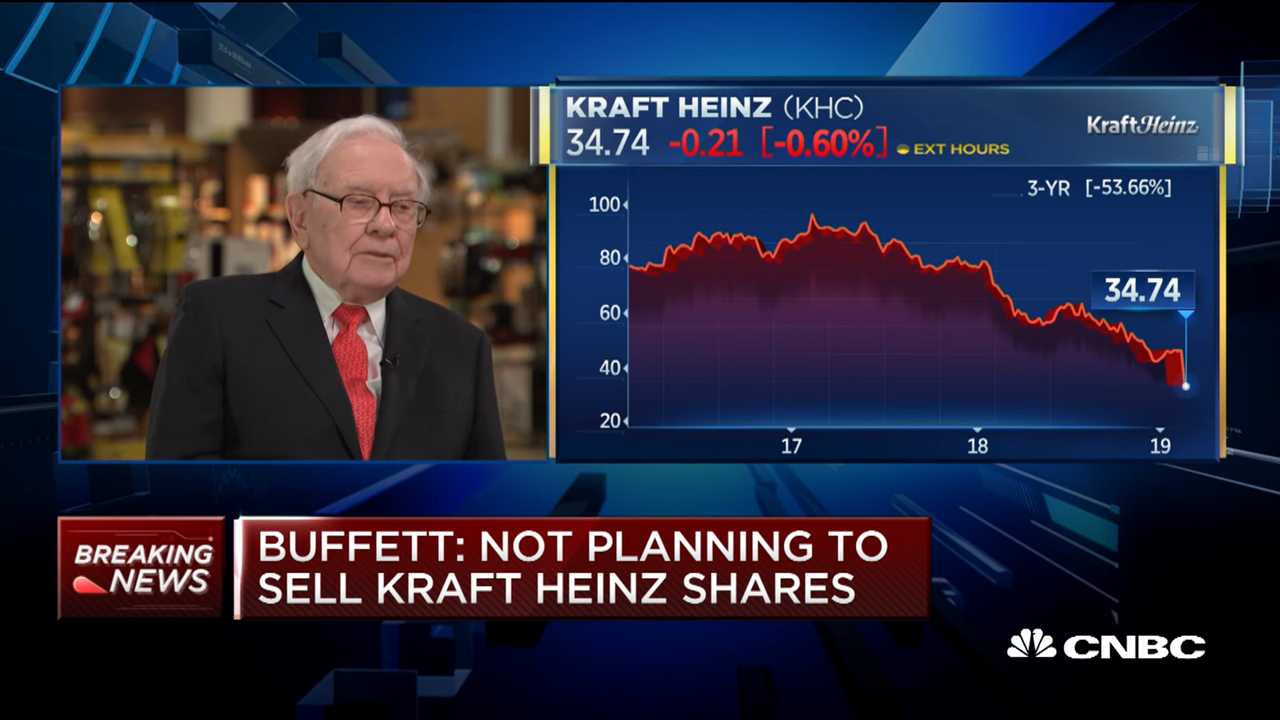 KRAFT HEINZ (KHC)
34.74 -0.21 [-0.60%] EXT HOURS
KraftHeinz
3-YR [-53.66%]
100
80
60
40
20
34.74
17 18 19
BREAKING
NEWS
BUFFETT: NOT PLANNING TO
SELL KRAFT HEINZ SHARES
CNBC